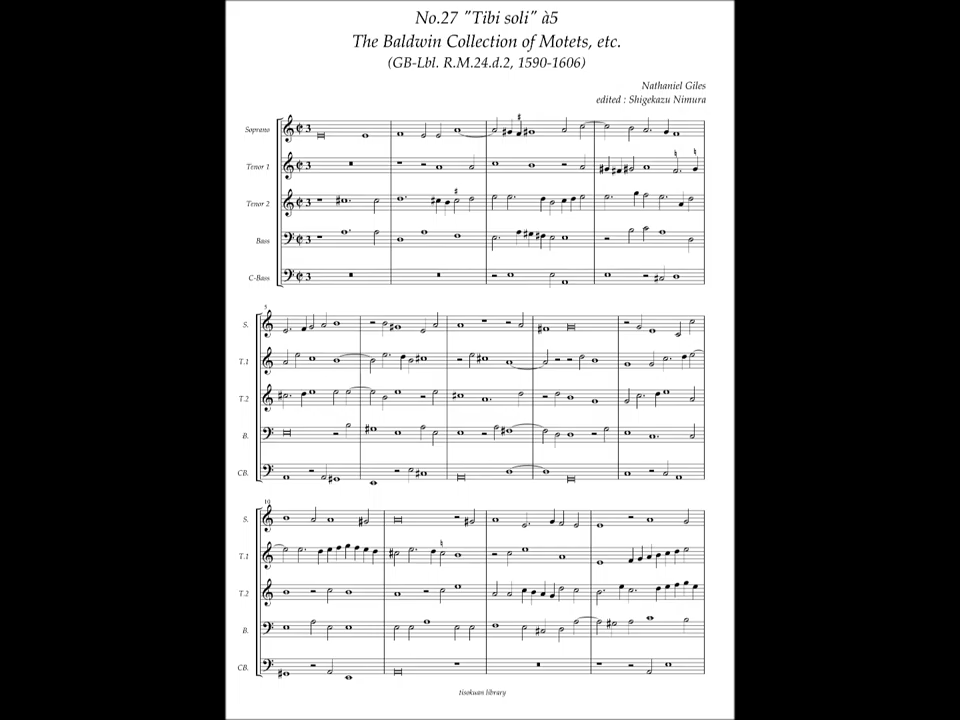 No.27 "Tibi soli" à5
The Baldwin Collection of Motets, etc.
(GB-Lbl. R.M.24.d.2, 1590-1606)
Nathaniel Giles
edited : Shigekazu Nimura
Soprano
Tenor 1
Tenor 2
Bass
C-Bass
5
S.
T.1
T.2
B.
CB.
10
S.
T.1
T.2
B.
CB.
tisokuan library